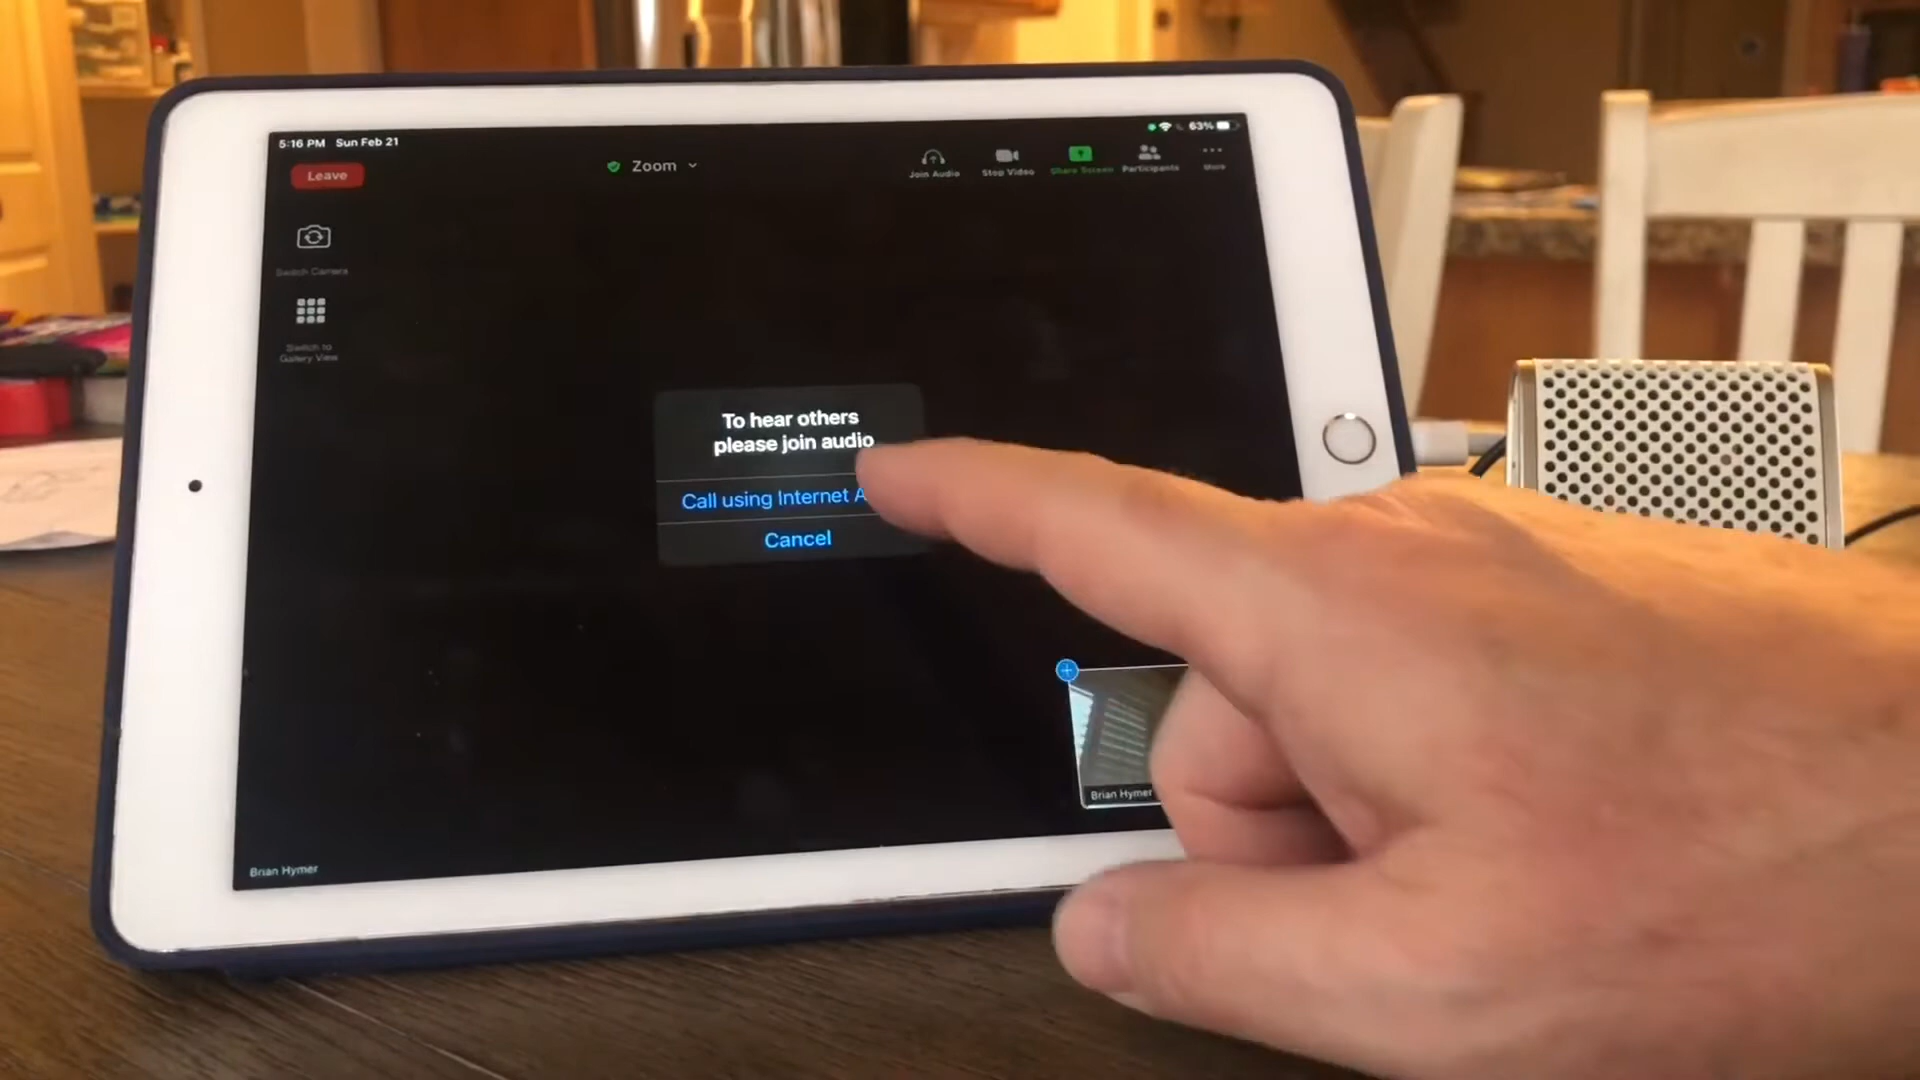 5:16 PM Sun Feb 21
63%
Leave
Zoom
Join Audio
Stop Video
Share Screen
Participants
More
Switch Camera
Switch to
Gallery View
To hear others
please join audio
Call using Internet A
Cancel
Brian Hymer
Brian Hymer